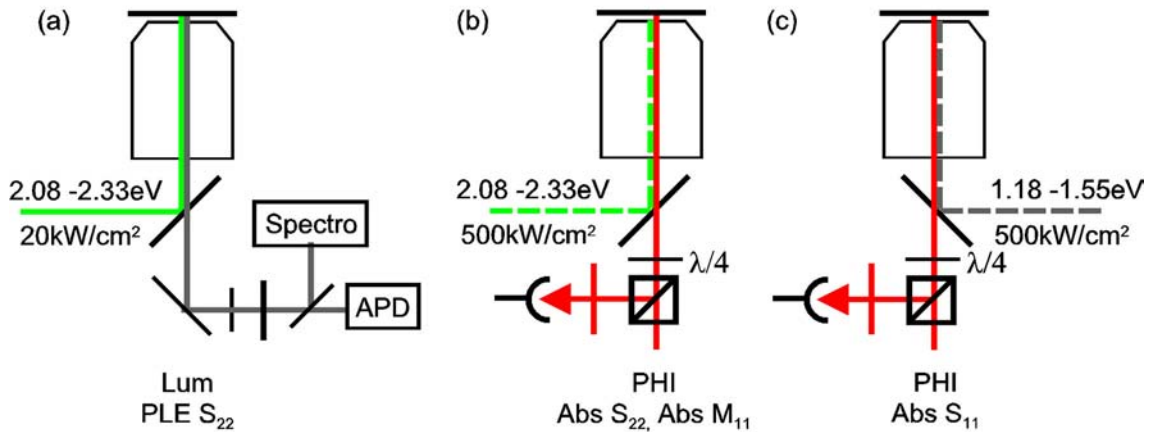 (a)
2.08 -2.33eV
20kW/cm²
Spectro
APD
Lum
PLE S₂₂
(b)
2.08 -2.33eV
500kW/cm²
λ/4
PHI
Abs S₂₂, Abs M₁₁
(c)
1.18 -1.55eV
500kW/cm²
λ/4
PHI
Abs S₁₁